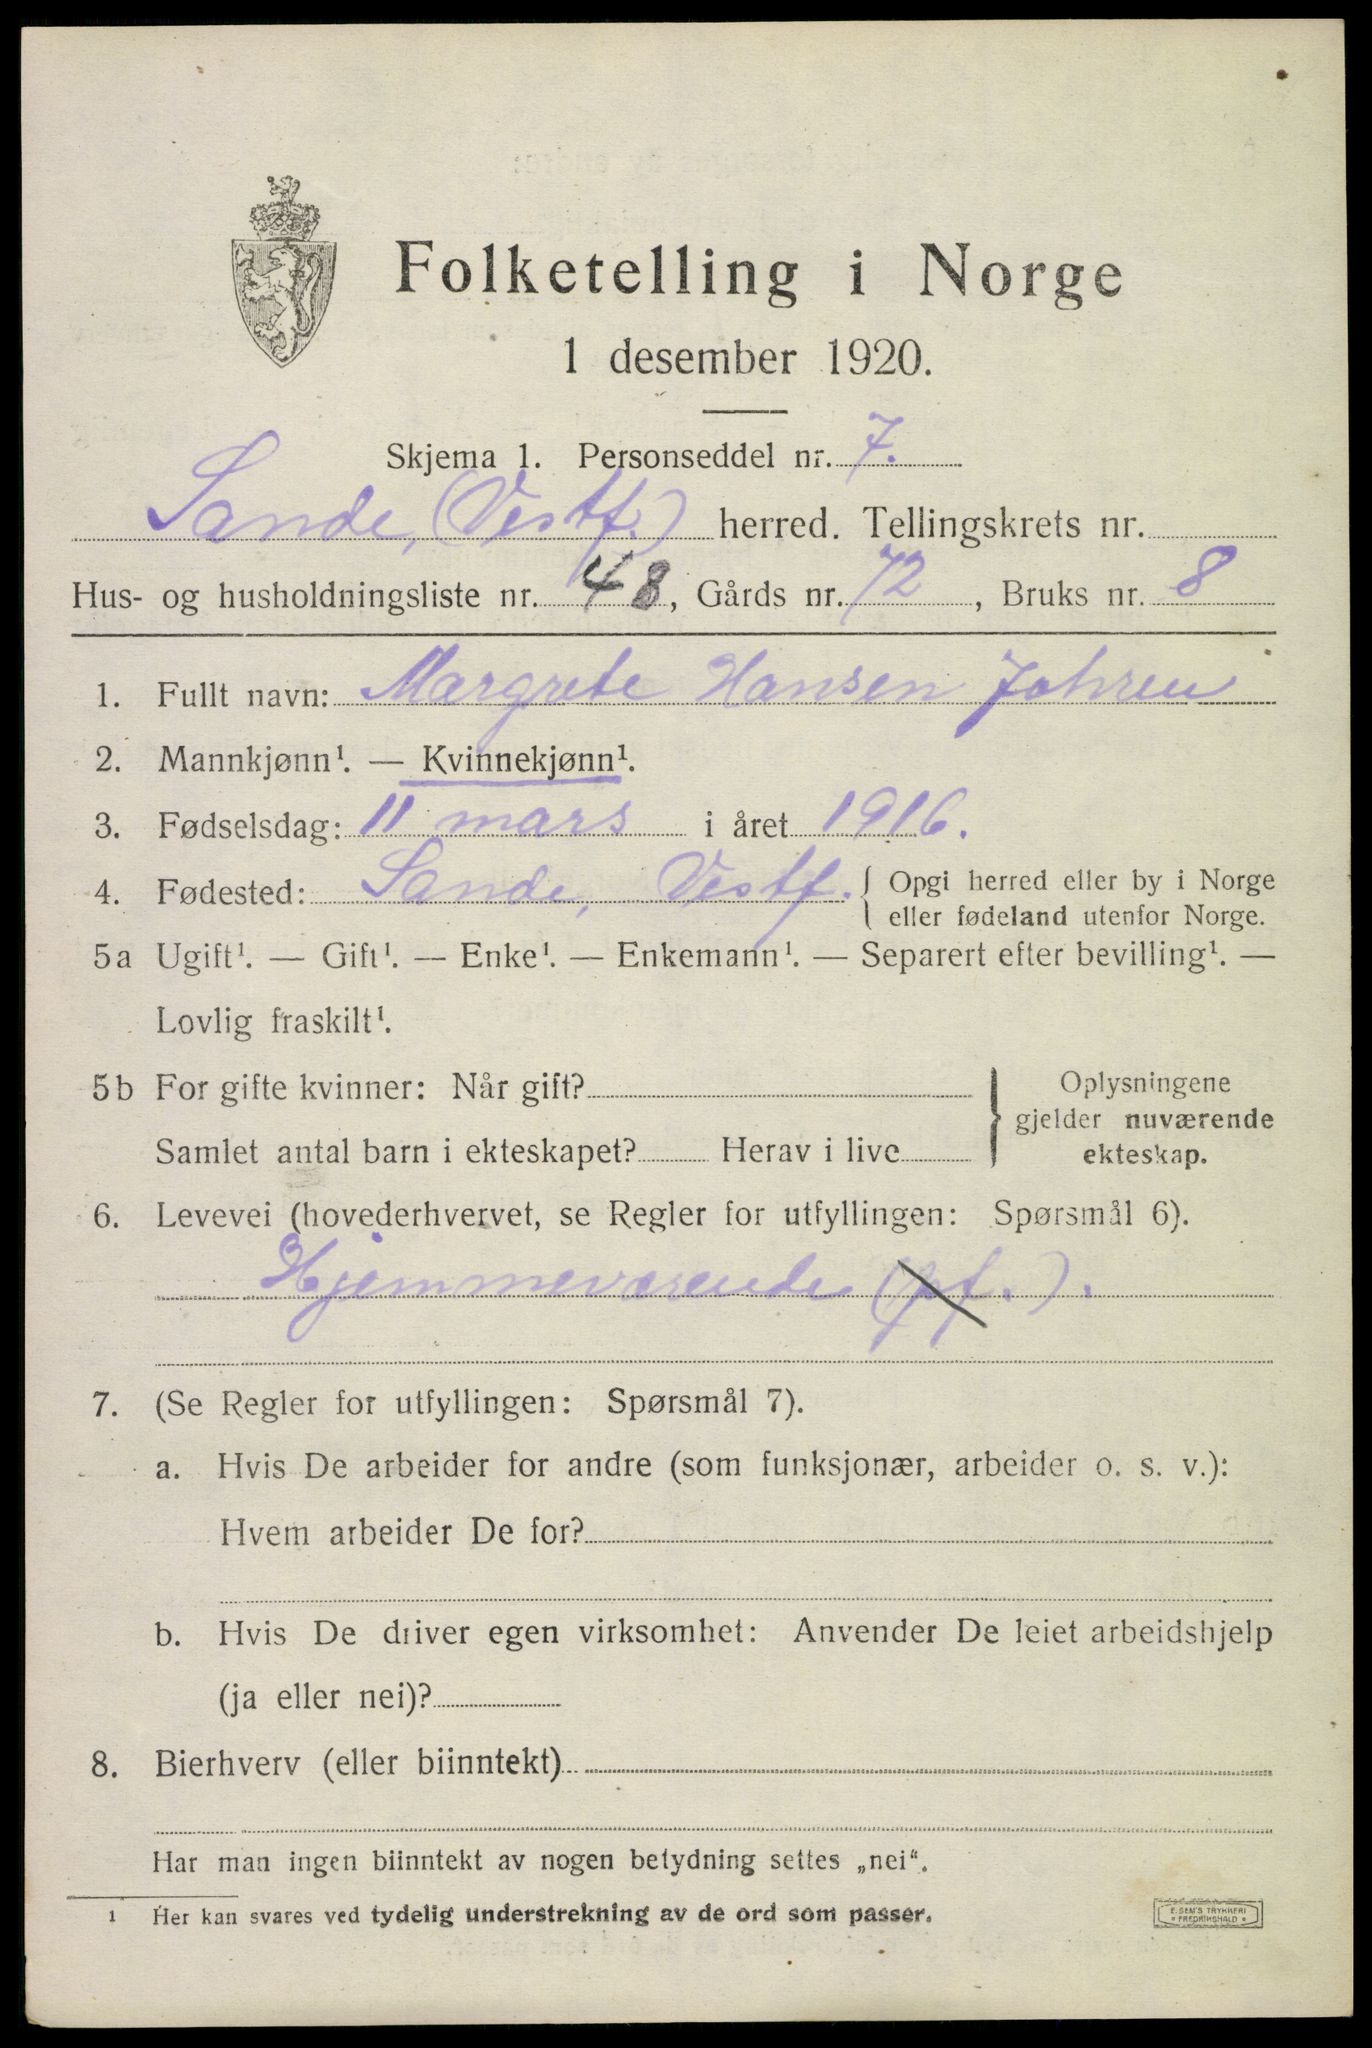 Folketelling i Norge
1 desember 1920.
Skjema 1. Personseddel nr. 7.
Sande, (Vestf.) herred. Tellingskrets nr.
Hus- og husholdningsliste nr. 48, Gårds nr. 72, Bruks nr. 8
1. Fullt navn: Margrete Hansen
2. Mannkjønn¹. — Kvinnekjønn¹.
3. Fødselsdag: 11 mars i året 1916.
4. Fødested: Sande, Vestf. { Opgi herred eller by i Norge
eller fødeland utenfor Norge.
5a Ugift¹. — Gift¹. — Enke¹. — Enkemann¹. — Separert efter bevilling¹. —
Lovlig fraskilt¹.
5b For gifte kvinner: Når gift?
Samlet antal barn i ekteskapet? Herav i live
} Oplysningene
gjelder nuværende
ekteskap.
6. Levevei (hovederhvervet, se Regler for utfyllingen: Spørsmål 6).
Hjemmeværende (pf.).
7. (Se Regler for utfyllingen: Spørsmål 7).
a. Hvis De arbeider for andre (som funksjonær, arbeider o. s. v.):
Hvem arbeider De for?
b. Hvis De driver egen virksomhet: Anvender De leiet arbeidshjelp
(ja eller nei)?
8. Bierhverv (eller biinntekt)
Har man ingen biinntekt av nogen betydning settes „nei“.
¹ Her kan svares ved tydelig understrekning av de ord som passer.
E. SEM'S TRYKKERI
FREDRIKSHALD